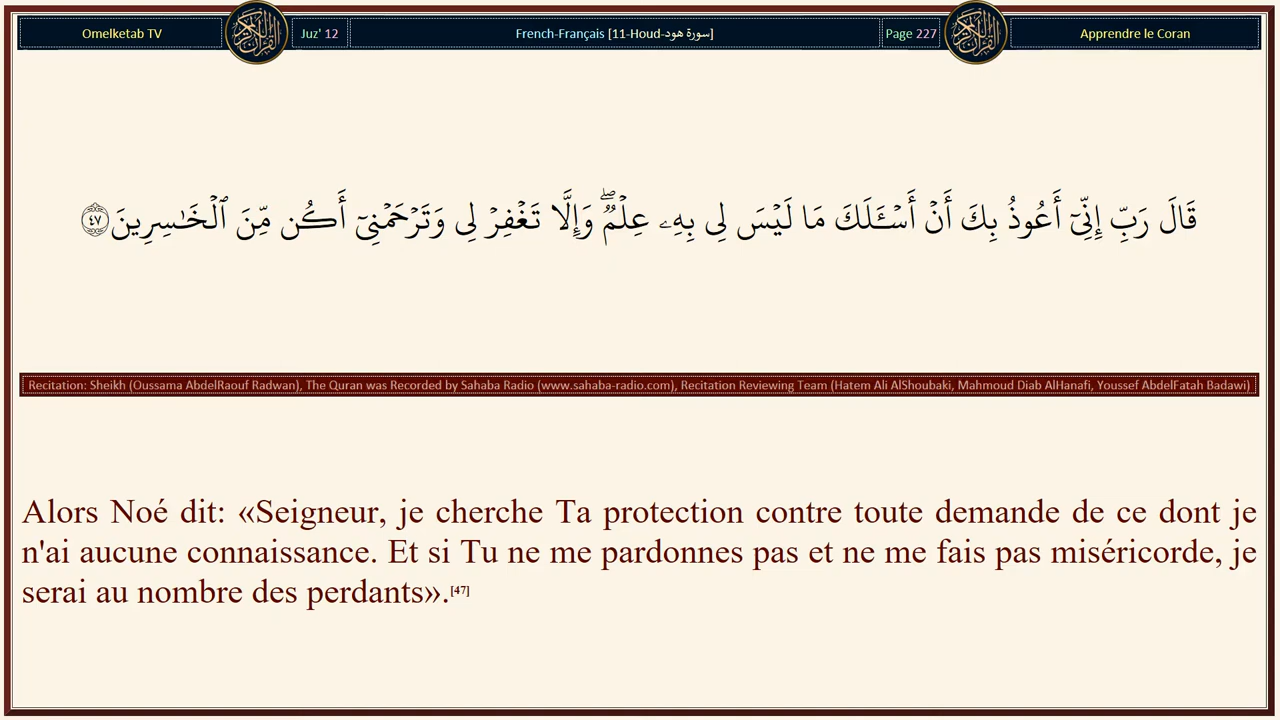 Omelketab TV
Juz' 12
French-Français [11-Houd-سورة هود]
Page 227
Apprendre le Coran
قَالَ رَبِّ إِنِّيٓ أَعُوذُ بِكَ أَنۡ أَسۡـَٔلَكَ مَا لَيۡسَ لِي بِهِۦ عِلۡمٞۖ وَإِلَّا تَغۡفِرۡ لِي وَتَرۡحَمۡنِيٓ أَكُن مِّنَ ٱلۡخَٰسِرِينَ ٤٧
Recitation: Sheikh (Oussama AbdelRaouf Radwan), The Quran was Recorded by Sahaba Radio (www.sahaba-radio.com), Recitation Reviewing Team (Hatem Ali AlShoubaki, Mahmoud Diab AlHanafi, Youssef AbdelFatah Badawi)
Alors Noé dit: «Seigneur, je cherche Ta protection contre toute demande de ce dont je
n'ai aucune connaissance. Et si Tu ne me pardonnes pas et ne me fais pas miséricorde, je
serai au nombre des perdants».[47]